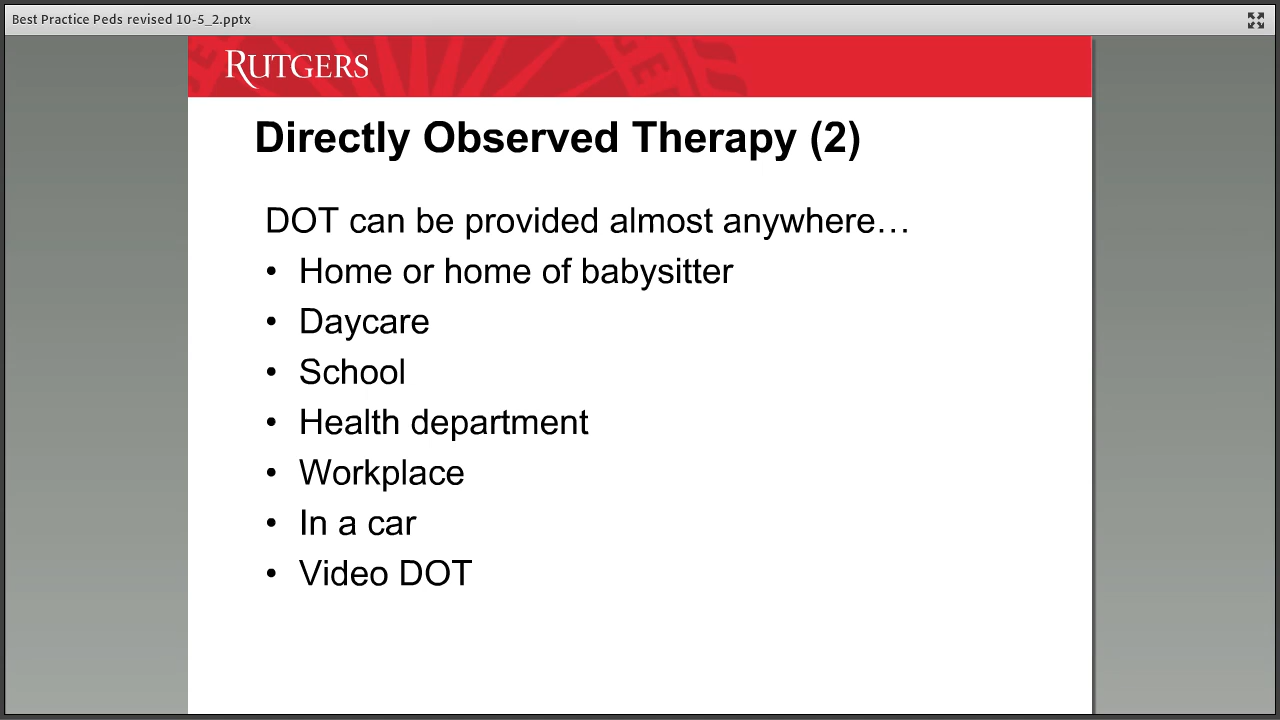 Best Practice Peds revised 10-5_2.pptx
RUTGERS
Directly Observed Therapy (2)
DOT can be provided almost anywhere…
• Home or home of babysitter
• Daycare
• School
• Health department
• Workplace
• In a car
• Video DOT